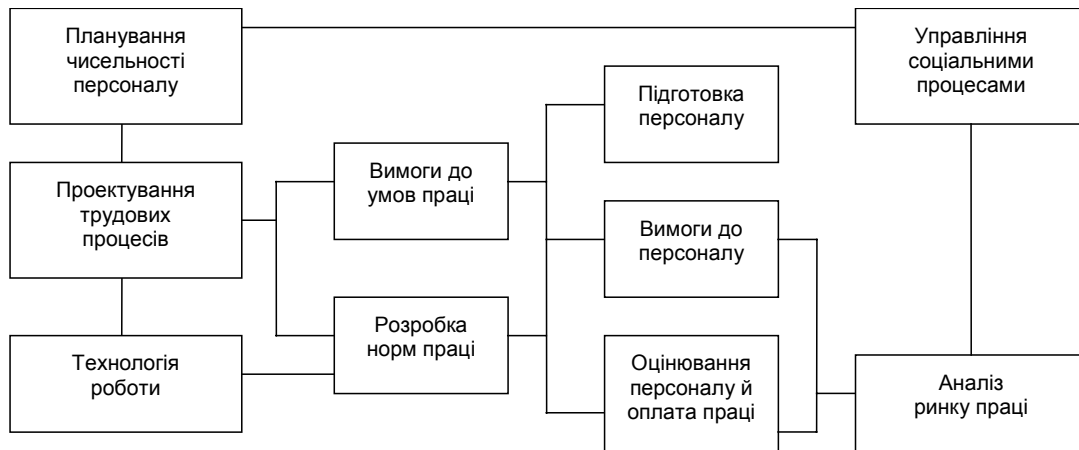 Планування
чисельності
персоналу
Управління
соціальними
процесами
Підготовка
персоналу
Проектування
трудових
процесів
Вимоги до
умов праці
Вимоги до
персоналу
Технологія
роботи
Розробка
норм праці
Оцінювання
персоналу й
оплата праці
Аналіз
ринку праці